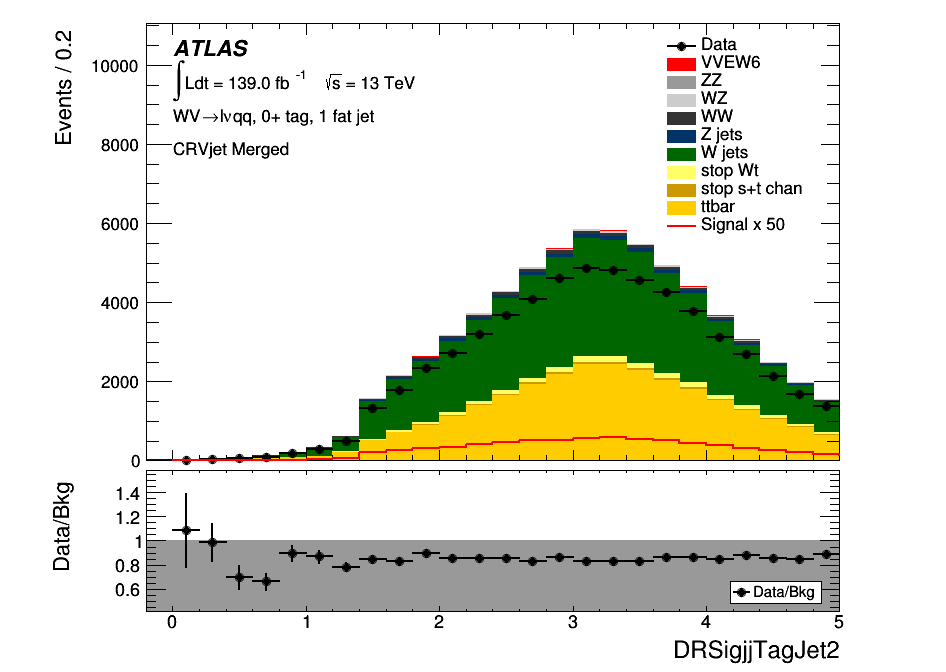 ATLAS
∫Ldt = 139.0 fb⁻¹ √s = 13 TeV
WV→lνqq, 0+ tag, 1 fat jet
CRVjet Merged
Data
VVEW6
ZZ
WZ
WW
Z jets
W jets
stop Wt
stop s+t chan
ttbar
Signal x 50
Events / 0.2
10000
8000
6000
4000
2000
0
Data/Bkg
1.4
1.2
1
0.8
0.6
Data/Bkg
0 1 2 3 4 5
DRSigjjTagJet2